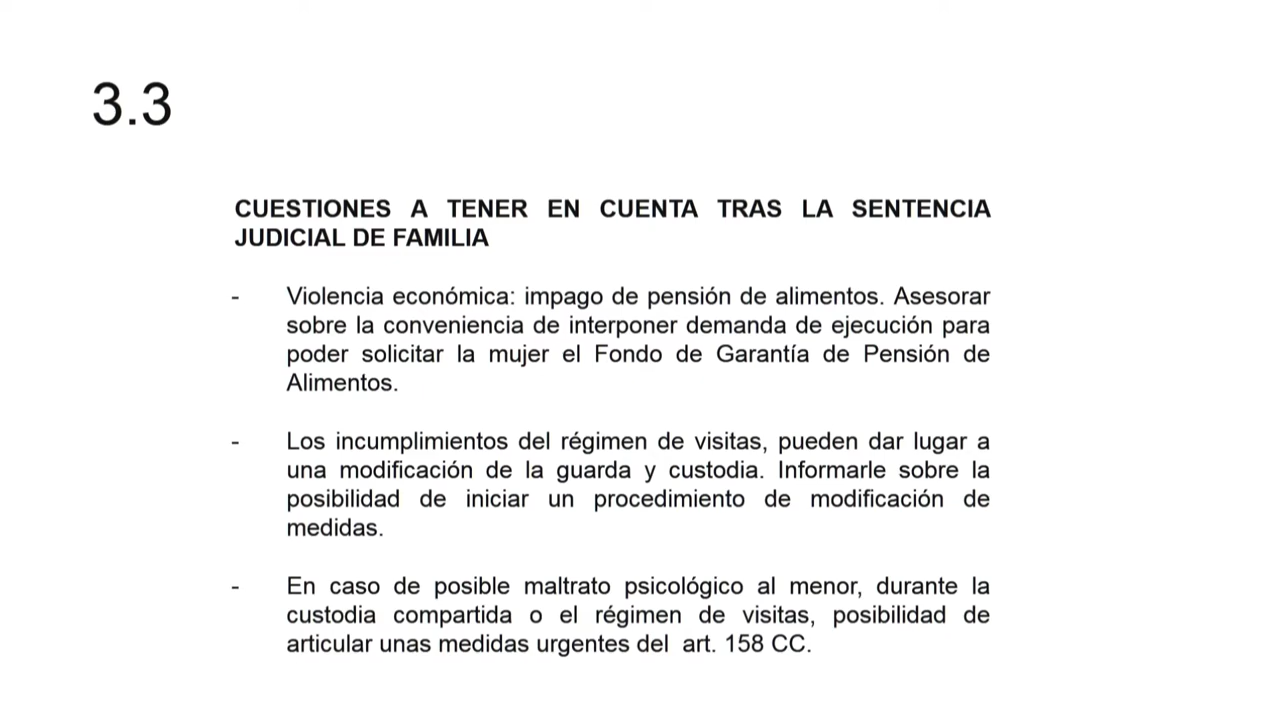 3.3
CUESTIONES A TENER EN CUENTA TRAS LA SENTENCIA
JUDICIAL DE FAMILIA
- Violencia económica: impago de pensión de alimentos. Asesorar
sobre la conveniencia de interponer demanda de ejecución para
poder solicitar la mujer el Fondo de Garantía de Pensión de
Alimentos.
- Los incumplimientos del régimen de visitas, pueden dar lugar a
una modificación de la guarda y custodia. Informarle sobre la
posibilidad de iniciar un procedimiento de modificación de
medidas.
- En caso de posible maltrato psicológico al menor, durante la
custodia compartida o el régimen de visitas, posibilidad de
articular unas medidas urgentes del art. 158 CC.